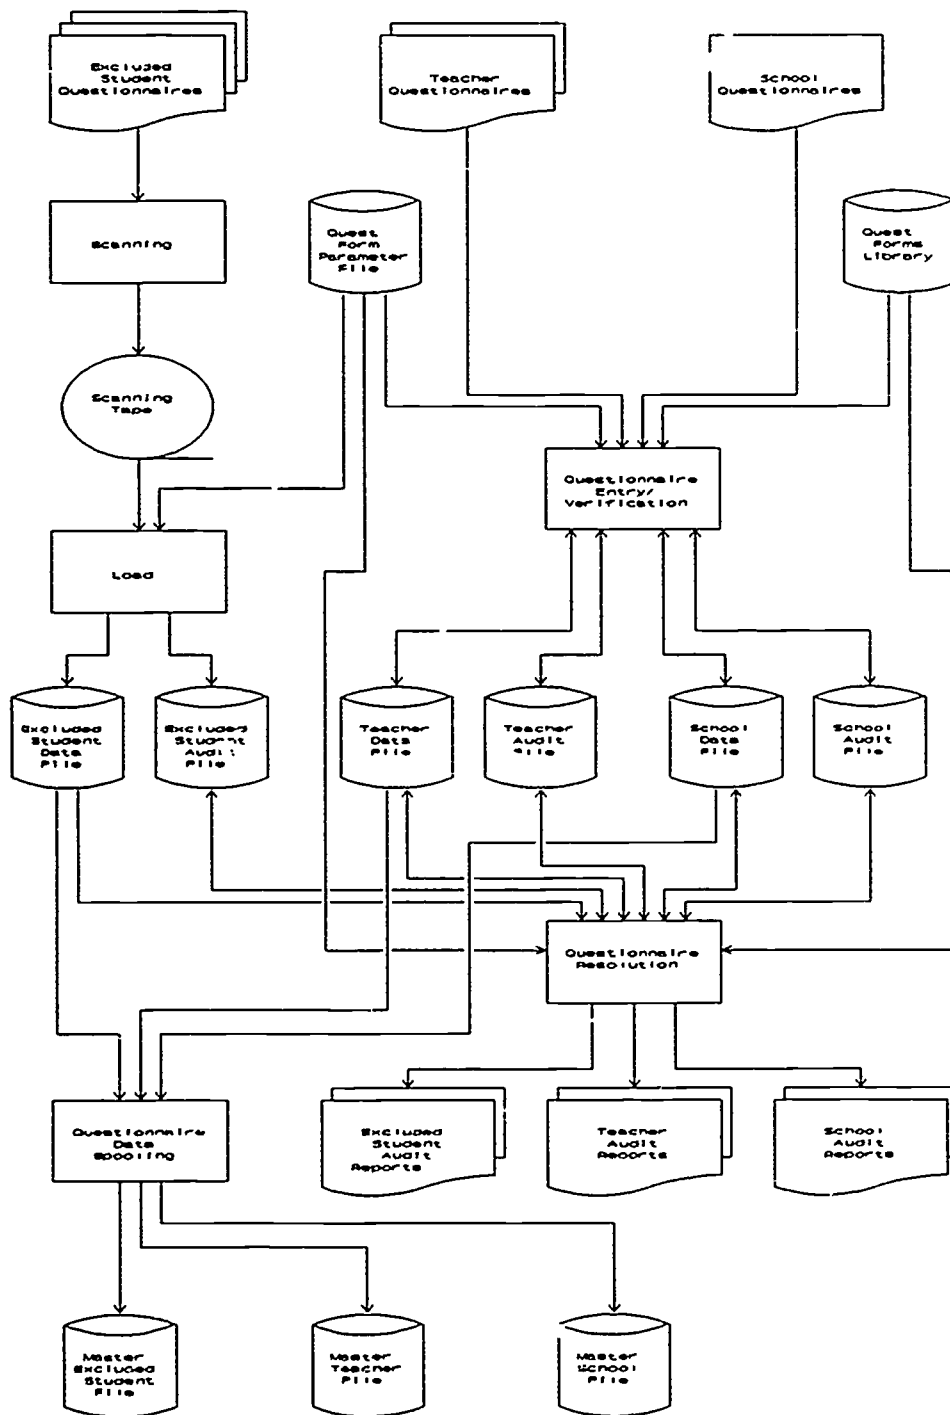 Excluded
Student
Questionnaires
Teacher
Questionnaires
School
Questionnaires
Scanning
Quest
Form
Parameter
File
Quest
Forms
Library
Scanning
Tape
Questionnaire
Entry/
Verification
Load
Excluded
Student
Data
File
Excluded
Student
Audit
File
Teacher
Data
File
Teacher
Audit
File
School
Data
File
School
Audit
File
Questionnaire
Resolution
Questionnaire
Data
Spooling
Excluded
Student
Audit
Reports
Teacher
Audit
Reports
School
Audit
Reports
Master
Excluded
Student
File
Master
Teacher
File
Master
School
File